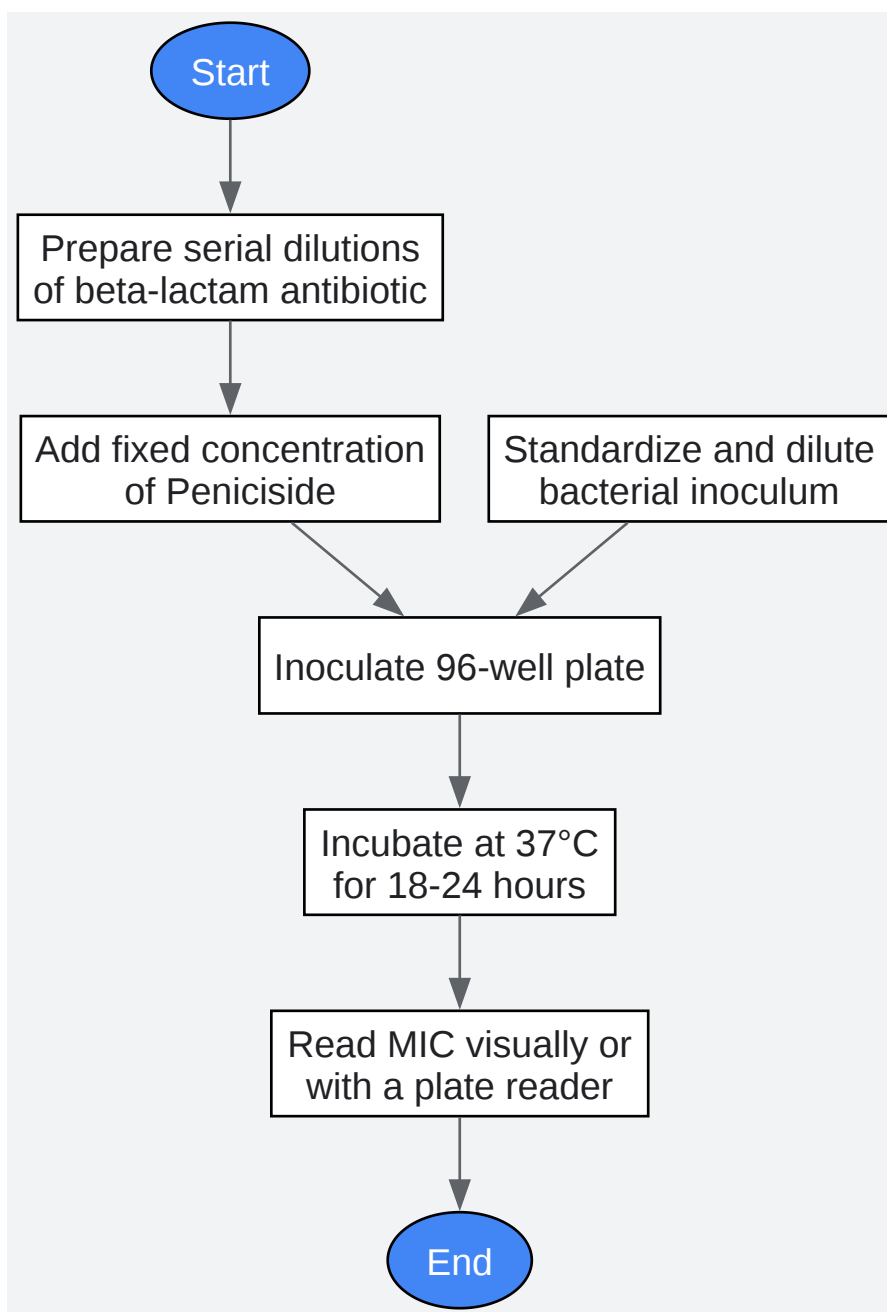 Start
Prepare serial dilutions
of beta-lactam antibiotic
Add fixed concentration
of Peniciside
Standardize and dilute
bacterial inoculum
Inoculate 96-well plate
Incubate at 37°C
for 18-24 hours
Read MIC visually or
with a plate reader
End